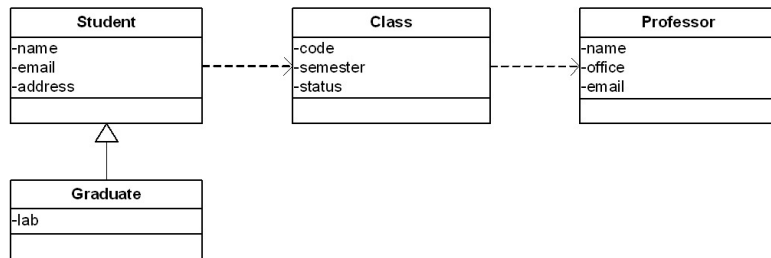 Student
-name
-email
-address
Class
-code
-semester
-status
Professor
-name
-office
-email
Graduate
-lab